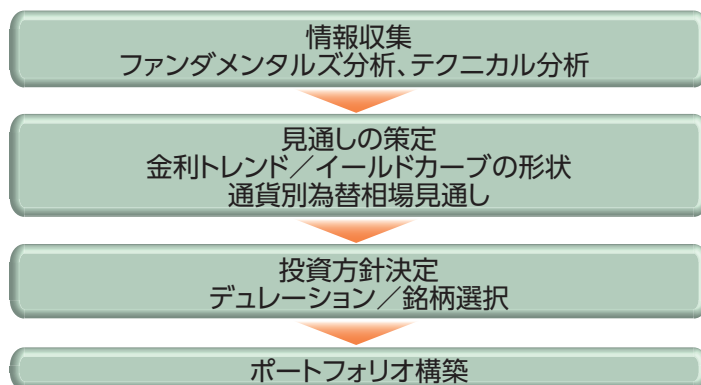 情報収集
ファンダメンタルズ分析、テクニカル分析
見通しの策定
金利トレンド／イールドカーブの形状
通貨別為替相場見通し
投資方針決定
デュレーション／銘柄選択
ポートフォリオ構築